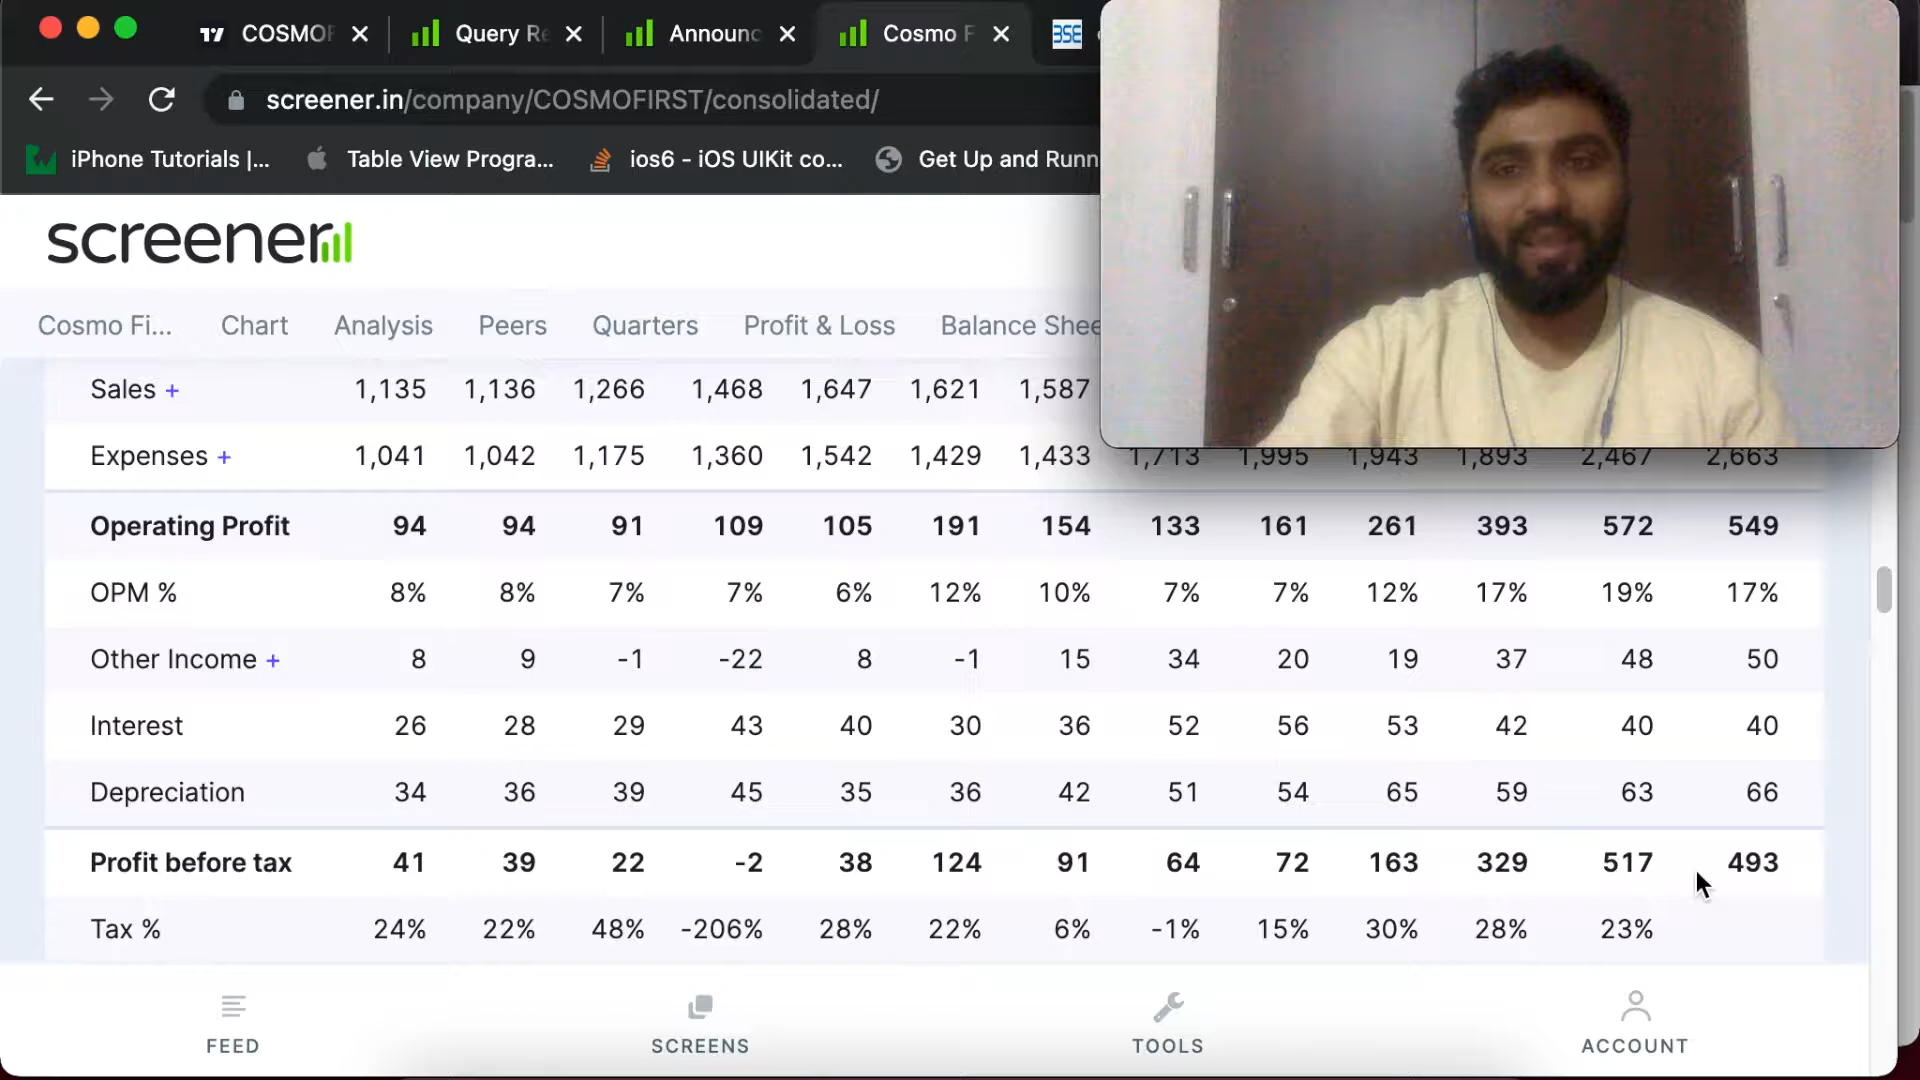 COSMOF
Query Re
Announc
Cosmo F
BSE
screener.in/company/COSMOFIRST/consolidated/
iPhone Tutorials |...
Table View Progra...
ios6 - iOS UIKit co...
Get Up and Runn
screener
Cosmo Fi... Chart Analysis Peers Quarters Profit & Loss Balance Shee
Sales + 1,135 1,136 1,266 1,468 1,647 1,621 1,587
Expenses + 1,041 1,042 1,175 1,360 1,542 1,429 1,433 1,713 1,995 1,943 1,893 2,467 2,663
Operating Profit 94 94 91 109 105 191 154 133 161 261 393 572 549
OPM % 8% 8% 7% 7% 6% 12% 10% 7% 7% 12% 17% 19% 17%
Other Income + 8 9 -1 -22 8 -1 15 34 20 19 37 48 50
Interest 26 28 29 43 40 30 36 52 56 53 42 40 40
Depreciation 34 36 39 45 35 36 42 51 54 65 59 63 66
Profit before tax 41 39 22 -2 38 124 91 64 72 163 329 517 493
Tax % 24% 22% 48% -206% 28% 22% 6% -1% 15% 30% 28% 23%
FEED
SCREENS
TOOLS
ACCOUNT